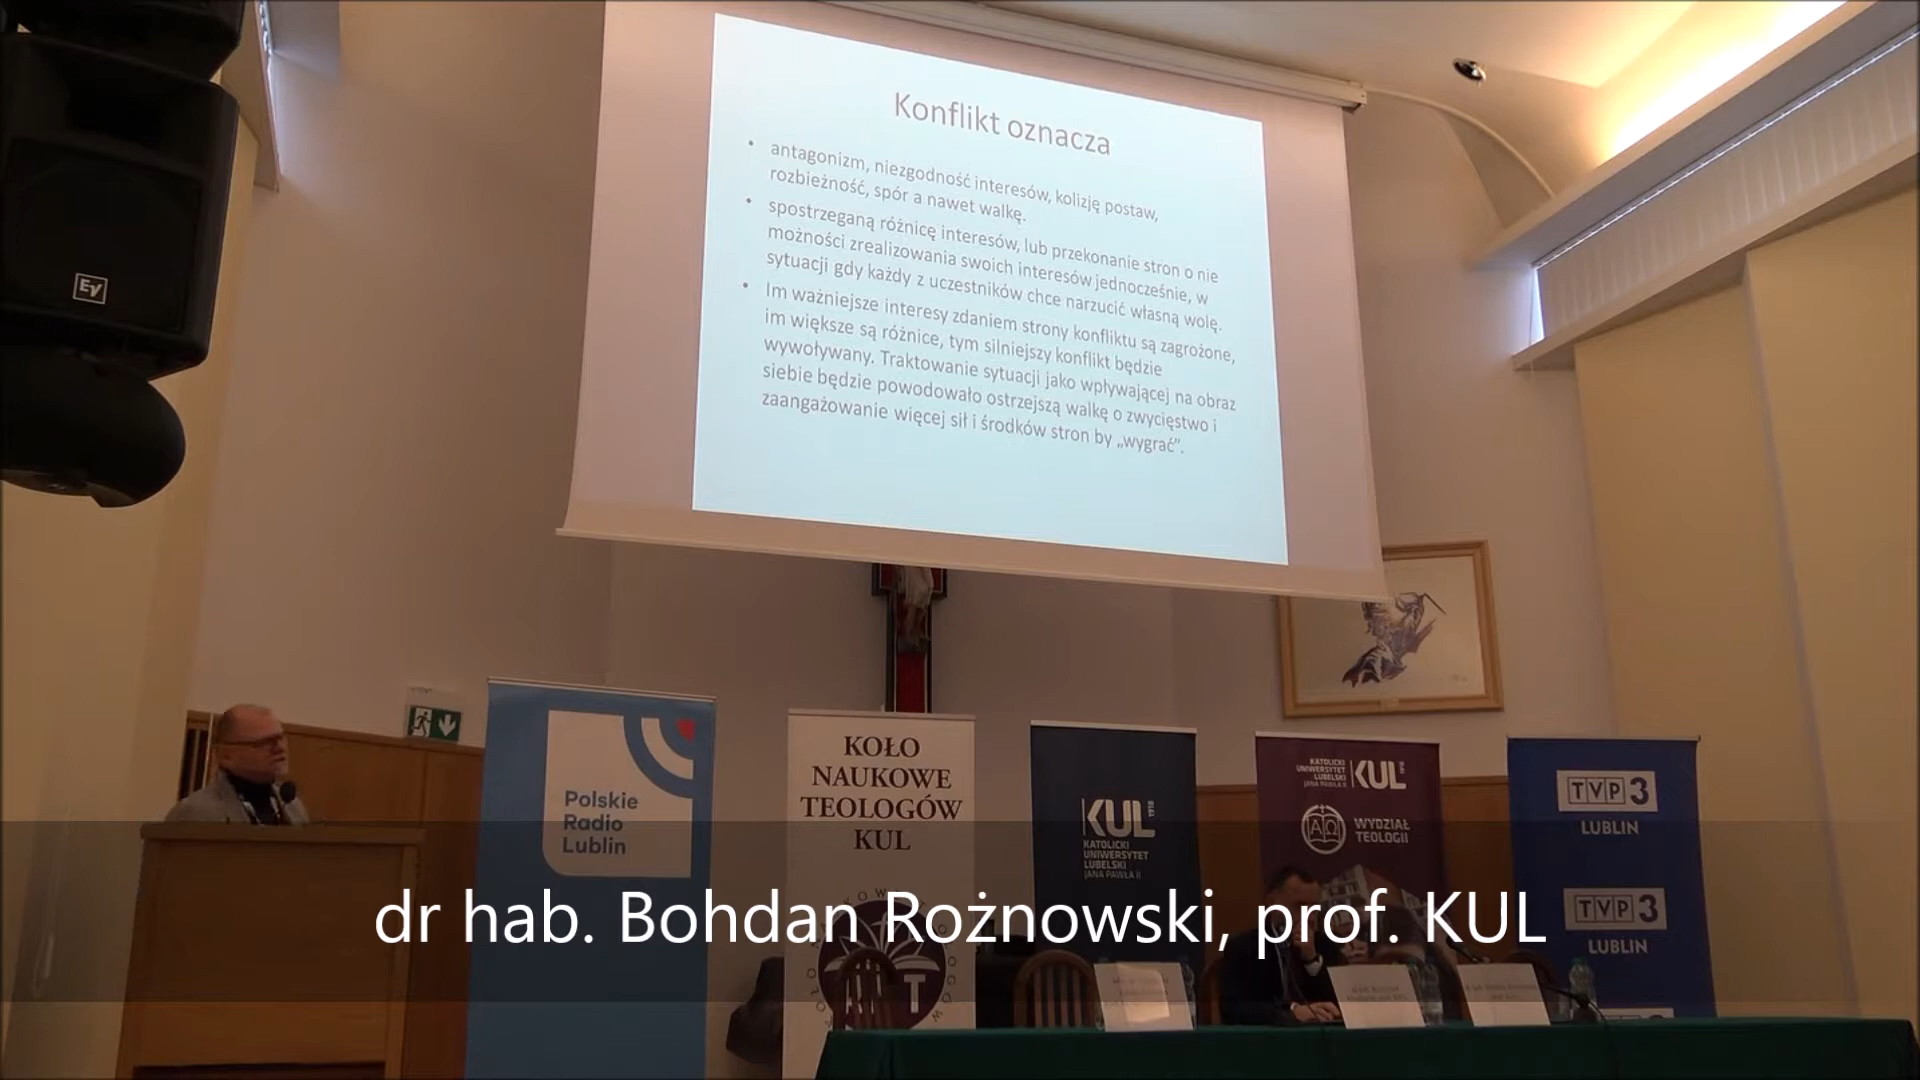 Konflikt oznacza
• antagonizm, niezgodność interesów, kolizję postaw,
rozbieżność, spór a nawet walkę.
• spostrzeganą różnicę interesów, lub przekonanie stron o nie
możności zrealizowania swoich interesów jednocześnie, w
sytuacji gdy każdy z uczestników chce narzucić własną wolę.
• Im ważniejsze interesy zdaniem strony konfliktu są zagrożone,
im większe są różnice, tym silniejszy konflikt będzie
wywoływany. Traktowanie sytuacji jako wpływającej na obraz
siebie będzie powodowało ostrzejszą walkę o zwycięstwo i
zaangażowanie więcej sił i środków stron by „wygrać”.
EV
Polskie
Radio
Lublin
KOŁO
NAUKOWE
TEOLOGÓW
KUL
KUL
1918
KATOLICKI
UNIWERSYTET
LUBELSKI
JANA PAWŁA II
KATOLICKI
UNIWERSYTET
LUBELSKI
JANA PAWŁA II
KUL
1918
ΑΩ
WYDZIAŁ
TEOLOGII
TVP3
LUBLIN
TVP3
LUBLIN
dr hab. Bohdan Rożnowski, prof. KUL